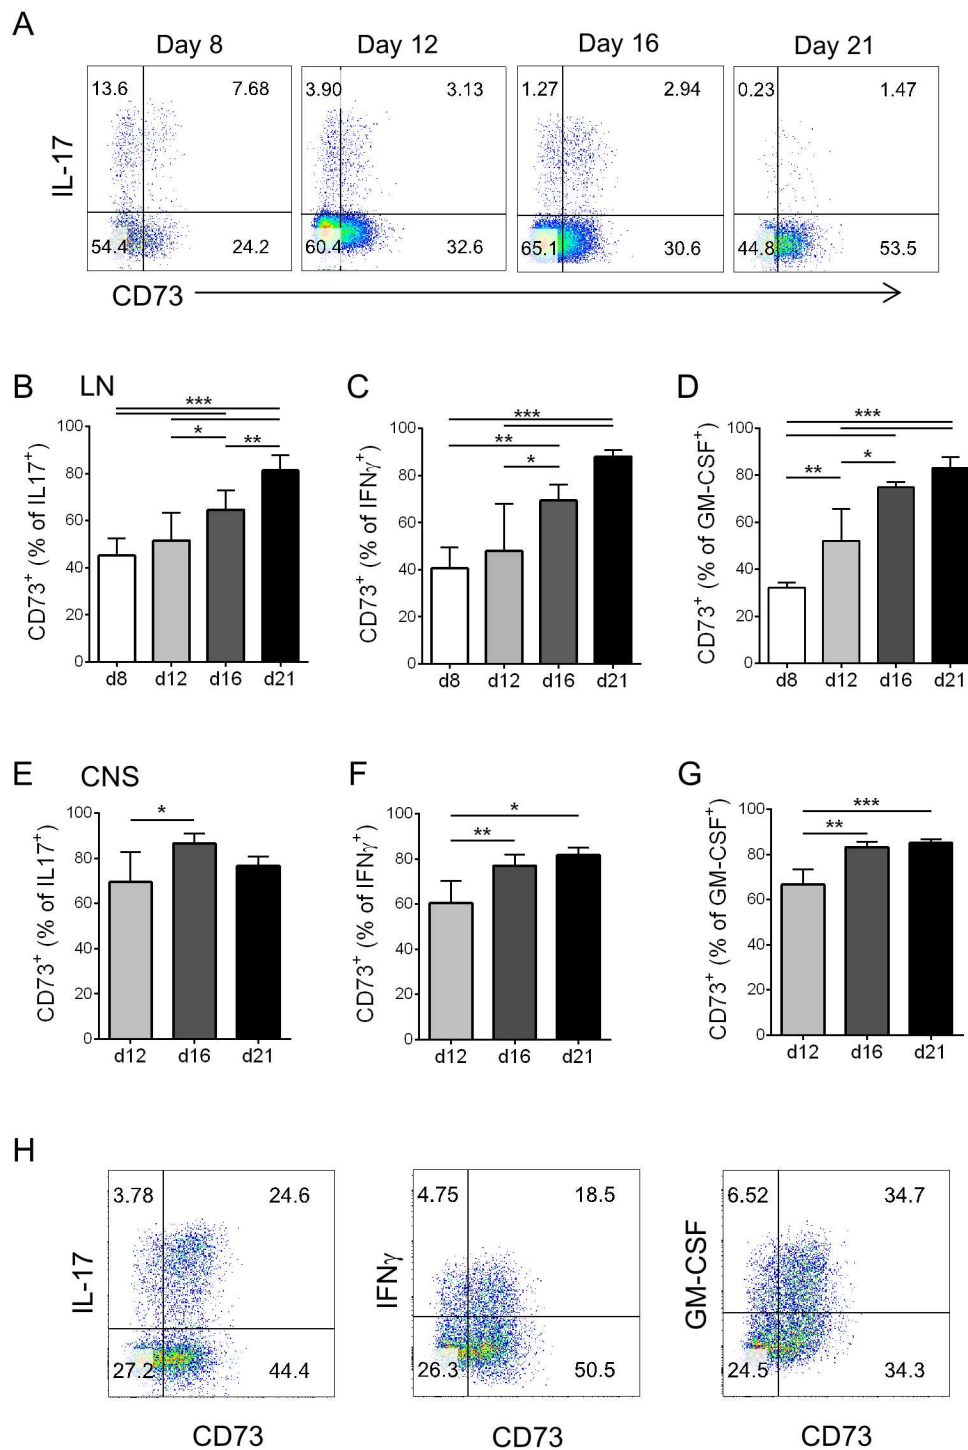 A
Day 8 Day 12 Day 16 Day 21
IL-17
13.6 7.68 3.90 3.13 1.27 2.94 0.23 1.47
54.4 24.2 60.4 32.6 65.1 30.6 44.8 53.5
CD73
B LN
CD73+ (% of IL17+)
100
80
60
40
20
0
***
* **
d8 d12 d16 d21
C
CD73+ (% of IFNγ+)
100
80
60
40
20
0
***
**
*
d8 d12 d16 d21
D
CD73+ (% of GM-CSF+)
100
80
60
40
20
0
***
** *
d8 d12 d16 d21
E CNS
CD73+ (% of IL17+)
100
80
60
40
20
0
*
d12 d16 d21
F
CD73+ (% of IFNγ+)
100
80
60
40
20
0
*
**
d12 d16 d21
G
CD73+ (% of GM-CSF+)
100
80
60
40
20
0
***
**
d12 d16 d21
H
IL-17
3.78 24.6
27.2 44.4
CD73
IFNγ
4.75 18.5
26.3 50.5
CD73
GM-CSF
6.52 34.7
24.5 34.3
CD73